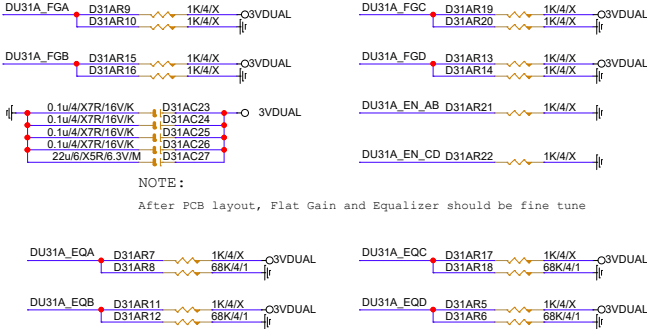 DU31A_FGA D31AR9 1K/4/X 3VDUAL
D31AR10 1K/4/X
DU31A_FGC D31AR19 1K/4/X 3VDUAL
D31AR20 1K/4/X
DU31A_FGB D31AR15 1K/4/X 3VDUAL
D31AR16 1K/4/X
DU31A_FGD D31AR13 1K/4/X 3VDUAL
D31AR14 1K/4/X
0.1u/4/X7R/16V/K D31AC23 3VDUAL
0.1u/4/X7R/16V/K D31AC24
0.1u/4/X7R/16V/K D31AC25
0.1u/4/X7R/16V/K D31AC26
22u/6/X5R/6.3V/M D31AC27
DU31A_EN_AB D31AR21 1K/4/X
DU31A_EN_CD D31AR22 1K/4/X
NOTE:
After PCB layout, Flat Gain and Equalizer should be fine tune
DU31A_EQA D31AR7 1K/4/X 3VDUAL
D31AR8 68K/4/1
DU31A_EQC D31AR17 1K/4/X 3VDUAL
D31AR18 68K/4/1
DU31A_EQB D31AR11 1K/4/X 3VDUAL
D31AR12 68K/4/1
DU31A_EQD D31AR5 1K/4/X 3VDUAL
D31AR6 68K/4/1